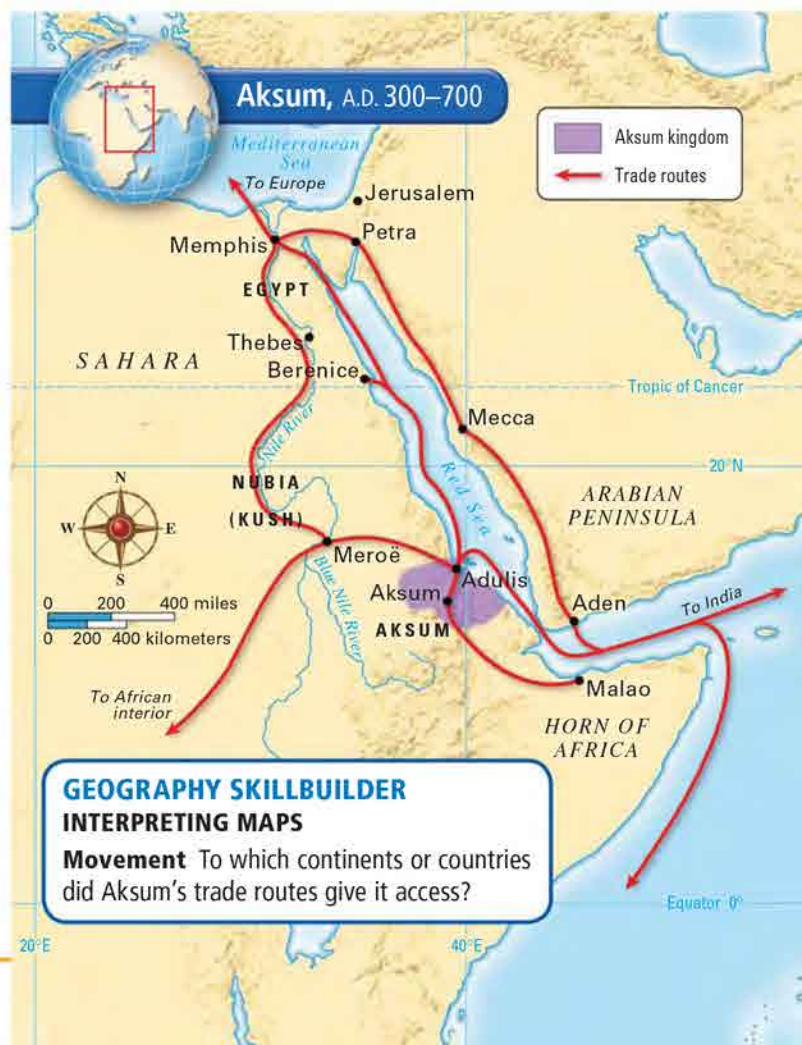 Aksum, A.D. 300–700
Aksum kingdom
Trade routes
Mediterranean
Sea
To Europe
Jerusalem
Memphis
Petra
EGYPT
Thebes
SAHARA
Berenice
Tropic of Cancer
Nile River
Mecca
20°N
Red Sea
NUBIA
(KUSH)
ARABIAN
PENINSULA
N
W
E
S
Meroë
Adulis
Aksum
AKSUM
Aden
To India
0 200 400 miles
0 200 400 kilometers
Blue Nile River
Malao
To African
interior
HORN OF
AFRICA
GEOGRAPHY SKILLBUILDER
INTERPRETING MAPS
Movement To which continents or countries
did Aksum's trade routes give it access?
Equator 0°
20°E
40°E